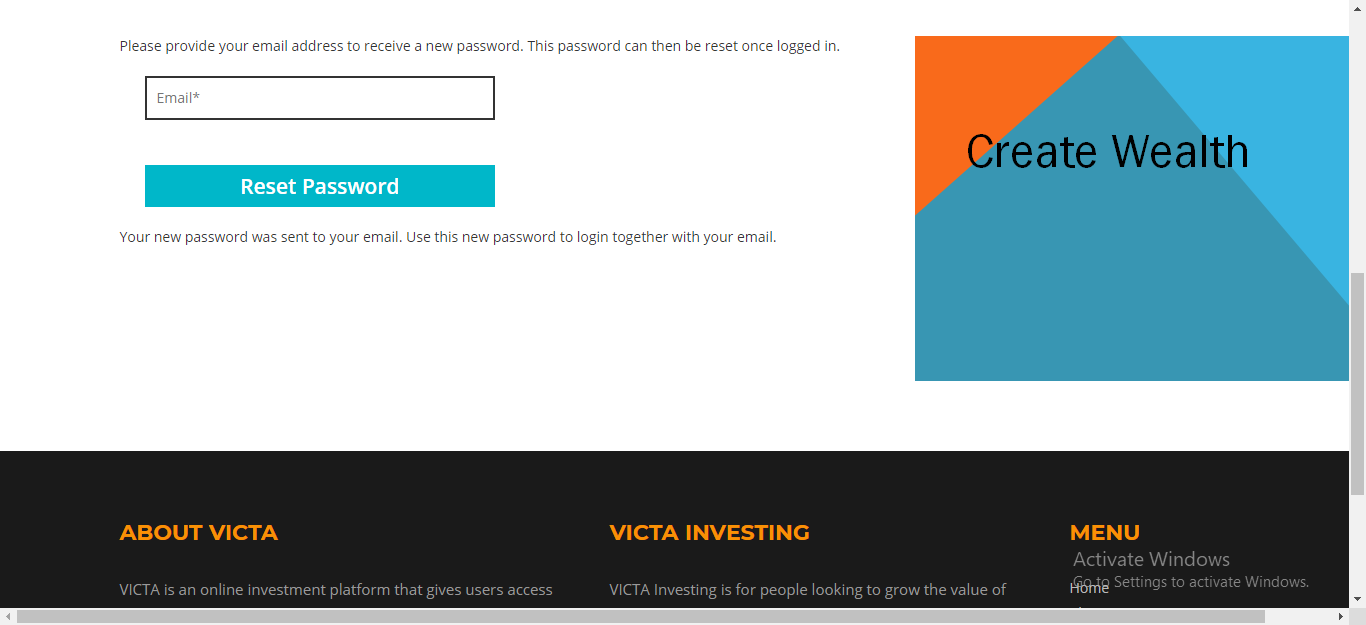 Please provide your email address to receive a new password. This password can then be reset once logged in.
Email*
Reset Password
Your new password was sent to your email. Use this new password to login together with your email.
Create Wealth
ABOUT VICTA
VICTA is an online investment platform that gives users access
VICTA INVESTING
VICTA Investing is for people looking to grow the value of
MENU
Activate Windows
Go to Settings to activate Windows.
Home